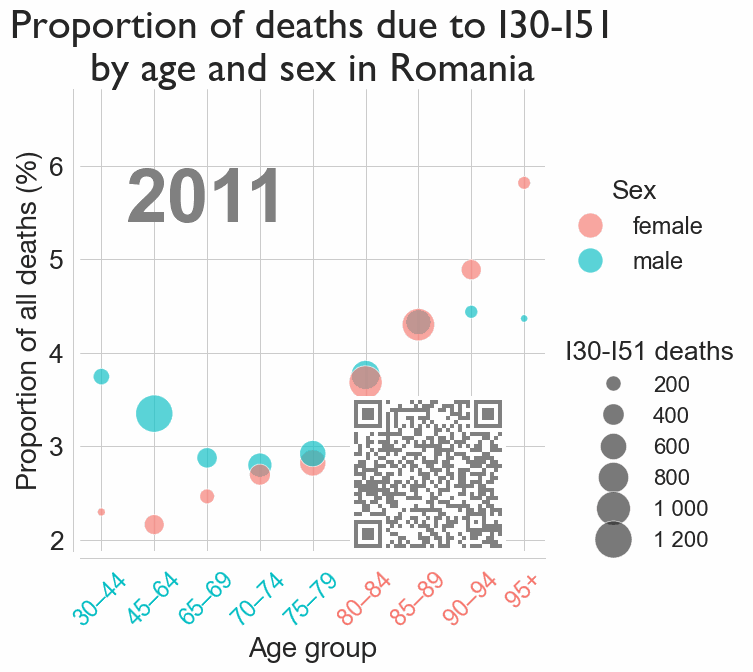 Proportion of deaths due to I30-I51
by age and sex in Romania
Proportion of all deaths (%)
6
5
4
3
2
2011
30–44
45–64
65–69
70–74
75–79
80–84
85–89
90–94
95+
Age group
Sex
female
male
I30-I51 deaths
200
400
600
800
1 000
1 200